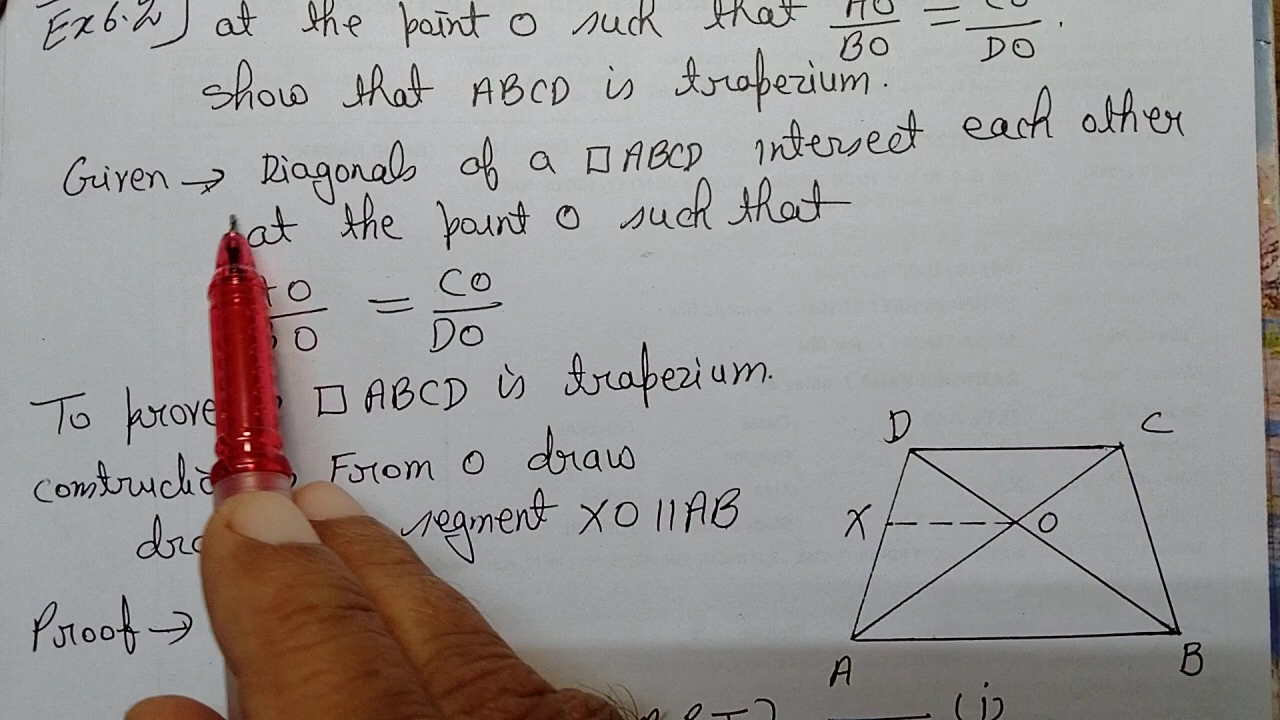 Ex 6.2) at the point O such that AO/BO = CO/DO.
show that ABCD is trapezium.
Given → Diagonals of a □ABCD intersect each other
at the point O such that
O/O = CO/DO
To prove □ ABCD is trapezium.
From O draw
segment XO || AB
Proof →
D C
X O
A B
(i)